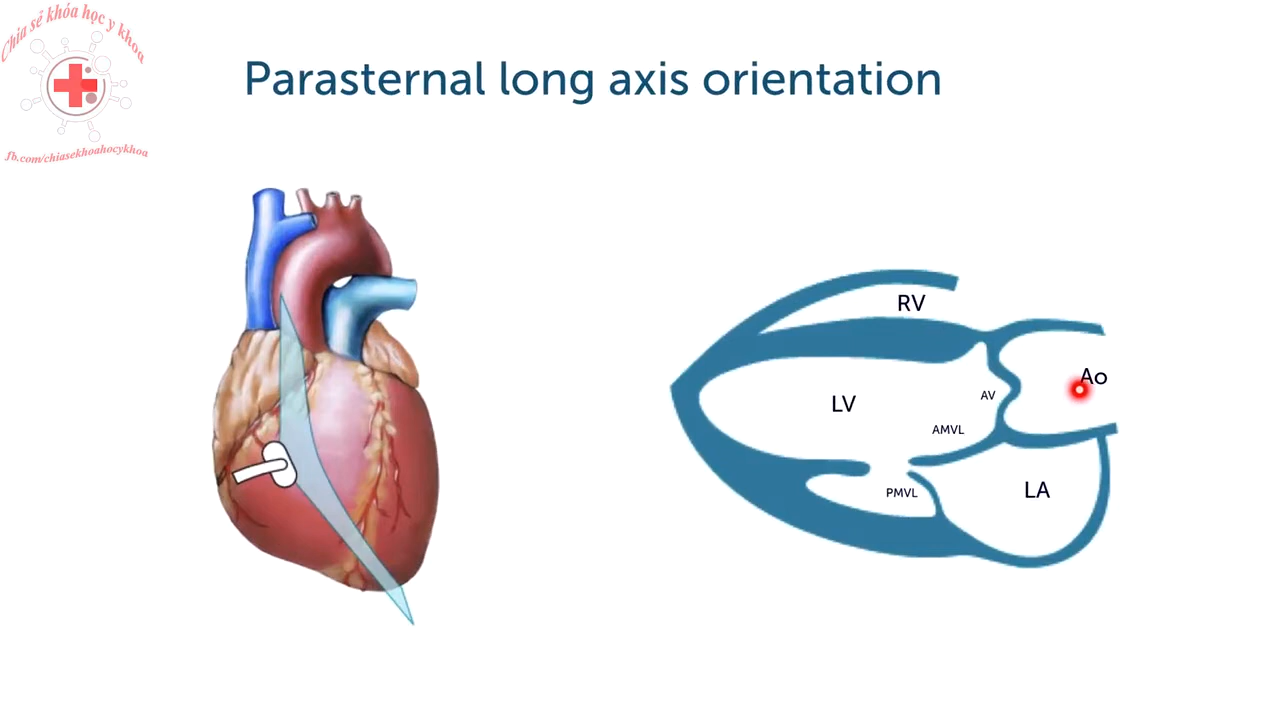 Chia sẻ khóa học y khoa
fb.com/chiasekhoahocykhoa
Parasternal long axis orientation
RV
Ao
AV
LV
AMVL
LA
PMVL